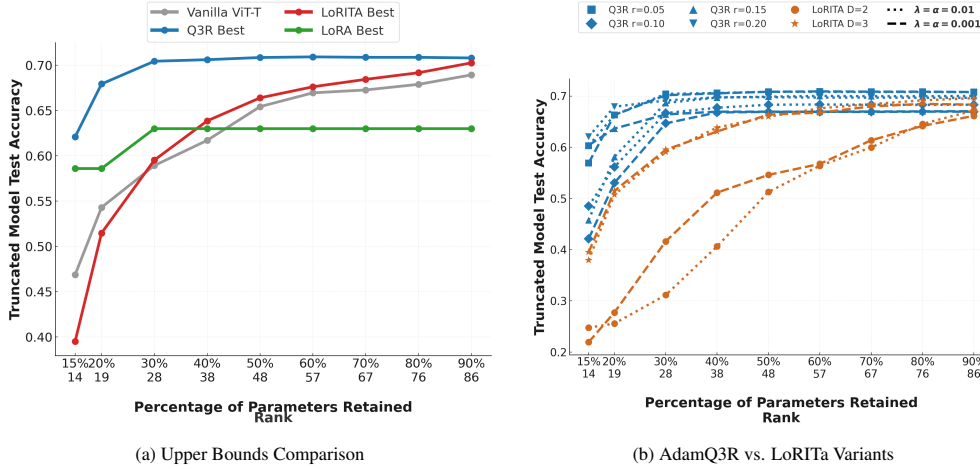 Vanilla ViT-T
Q3R Best
LoRITA Best
LoRA Best
Truncated Model Test Accuracy
0.70
0.65
0.60
0.55
0.50
0.45
0.40
15% 20% 30% 40% 50% 60% 70% 80% 90%
14 19 28 38 48 57 67 76 86
Percentage of Parameters Retained
Rank
(a) Upper Bounds Comparison
Q3R r=0.05 Q3R r=0.15 LoRITA D=2 λ = α = 0.01
Q3R r=0.10 Q3R r=0.20 LoRITA D=3 λ = α = 0.001
Truncated Model Test Accuracy
0.7
0.6
0.5
0.4
0.3
0.2
15% 20% 30% 40% 50% 60% 70% 80% 90%
14 19 28 38 48 57 67 76 86
Percentage of Parameters Retained
Rank
(b) AdamQ3R vs. LoRITa Variants